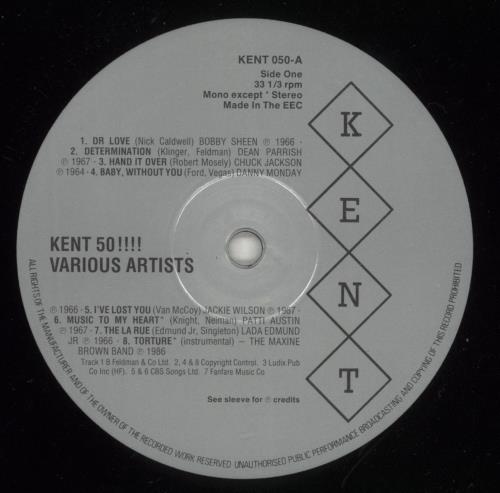 KENT 050-A
Side One
33 1/3 rpm
Mono except * Stereo
Made In The EEC
1. DR LOVE (Nick Caldwell) BOBBY SHEEN ℗ 1966 ·
2. DETERMINATION (Klinger, Feldman) DEAN PARRISH
℗ 1967 · 3. HAND IT OVER (Robert Mosely) CHUCK JACKSON
℗ 1964 · 4. BABY, WITHOUT YOU (Ford, Vegas) DANNY MONDAY
KENT 50!!!!
VARIOUS ARTISTS
℗ 1966 · 5. I'VE LOST YOU (Van McCoy) JACKIE WILSON ℗ 1967 ·
6. MUSIC TO MY HEART* (Knight, Neiman) PATTI AUSTIN
℗ 1967 · 7. THE LA RUE (Edmund Jr, Singleton) LADA EDMUND
JR ℗ 1966 · 8. TORTURE* (instrumental) – THE MAXINE
BROWN BAND ℗ 1986
Track 1 B Feldman & Co Ltd. 2, 4 & 8 Copyright Control. 3 Ludix Pub
Co Inc (HF). 5 & 6 CBS Songs Ltd. 7 Fanfare Music Co
See sleeve for ℗ credits
K
E
N
T
ALL RIGHTS OF THE MANUFACTURER AND OF THE OWNER OF THE RECORDED WORK RESERVED UNAUTHORISED PUBLIC PERFORMANCE BROADCASTING AND COPYING OF THIS RECORD PROHIBITED